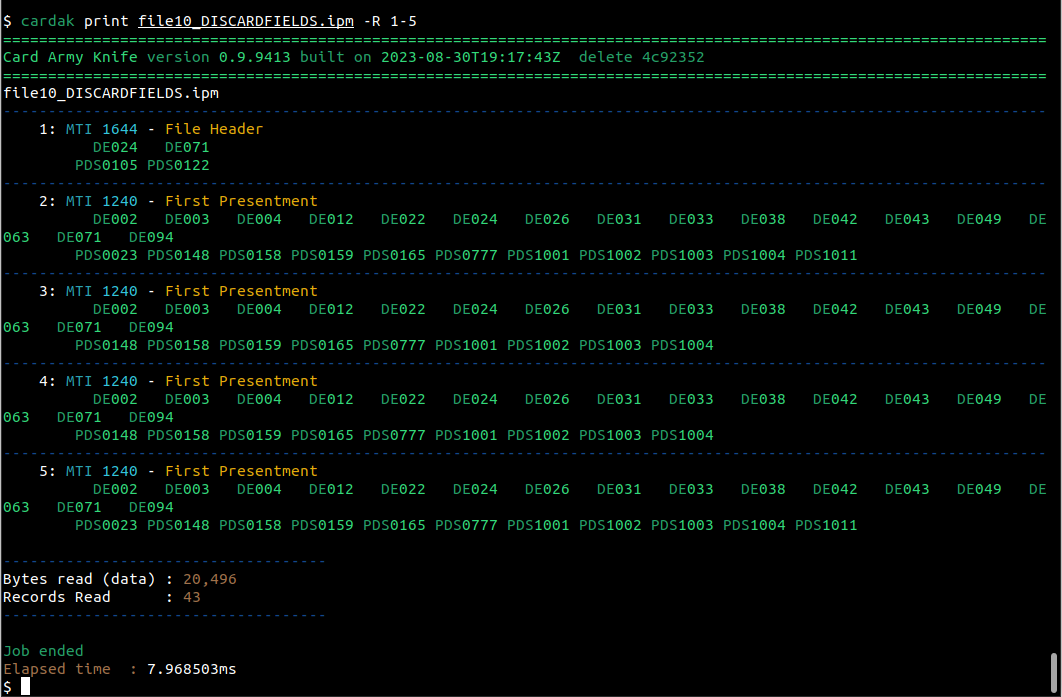 $ cardak print file10_DISCARDFIELDS.ipm -R 1-5
====================================================================================================================
Card Army Knife version 0.9.9413 built on 2023-08-30T19:17:43Z  delete 4c92352
====================================================================================================================
file10_DISCARDFIELDS.ipm
--------------------------------------------------------------------------------------------------------------------
    1: MTI 1644 - File Header
          DE024   DE071
        PDS0105 PDS0122
--------------------------------------------------------------------------------------------------------------------
    2: MTI 1240 - First Presentment
          DE002   DE003   DE004   DE012   DE022   DE024   DE026   DE031   DE033   DE038   DE042   DE043   DE049   DE
063   DE071   DE094
        PDS0023 PDS0148 PDS0158 PDS0159 PDS0165 PDS0777 PDS1001 PDS1002 PDS1003 PDS1004 PDS1011
--------------------------------------------------------------------------------------------------------------------
    3: MTI 1240 - First Presentment
          DE002   DE003   DE004   DE012   DE022   DE024   DE026   DE031   DE033   DE038   DE042   DE043   DE049   DE
063   DE071   DE094
        PDS0148 PDS0158 PDS0159 PDS0165 PDS0777 PDS1001 PDS1002 PDS1003 PDS1004
--------------------------------------------------------------------------------------------------------------------
    4: MTI 1240 - First Presentment
          DE002   DE003   DE004   DE012   DE022   DE024   DE026   DE031   DE033   DE038   DE042   DE043   DE049   DE
063   DE071   DE094
        PDS0148 PDS0158 PDS0159 PDS0165 PDS0777 PDS1001 PDS1002 PDS1003 PDS1004
--------------------------------------------------------------------------------------------------------------------
    5: MTI 1240 - First Presentment
          DE002   DE003   DE004   DE012   DE022   DE024   DE026   DE031   DE033   DE038   DE042   DE043   DE049   DE
063   DE071   DE094
        PDS0023 PDS0148 PDS0158 PDS0159 PDS0165 PDS0777 PDS1001 PDS1002 PDS1003 PDS1004 PDS1011

------------------------------------
Bytes read (data) : 20,496
Records Read      : 43
------------------------------------

Job ended
Elapsed time  : 7.968503ms
$